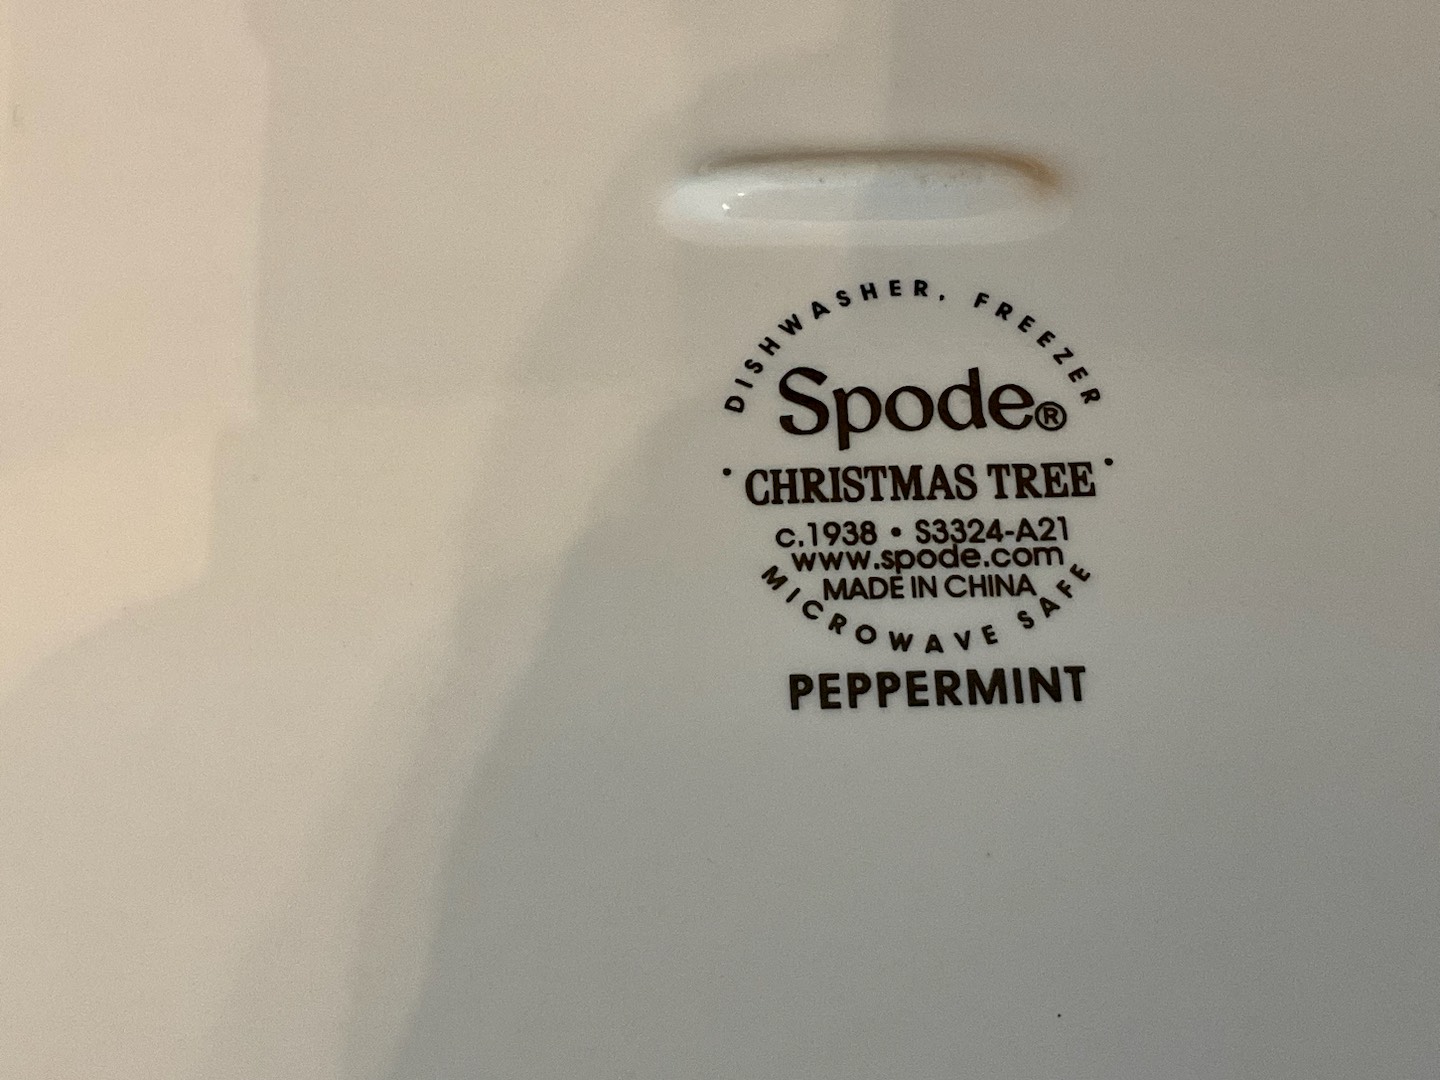 DISHWASHER, FREEZER
Spode®
• CHRISTMAS TREE •
c.1938 • S3324-A21
www.spode.com
MADE IN CHINA
MICROWAVE SAFE
PEPPERMINT